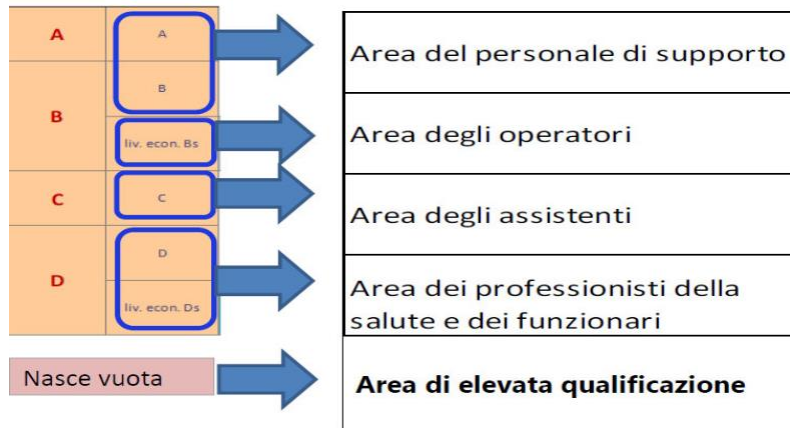 A
A
Area del personale di supporto
B
B
liv. econ. Bs
Area degli operatori
C
C
Area degli assistenti
D
D
liv. econ. Ds
Area dei professionisti della
salute e dei funzionari
Nasce vuota
Area di elevata qualificazione